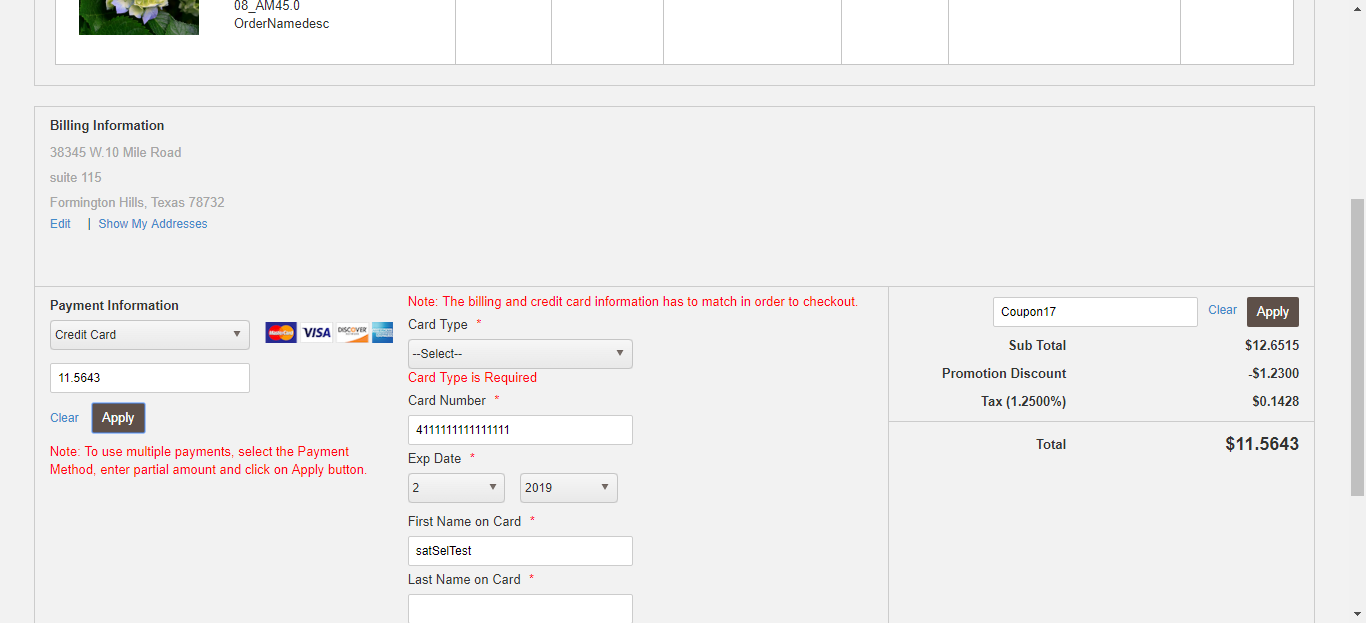 08_AM45.0
OrderNamedesc
Billing Information
38345 W.10 Mile Road
suite 115
Formington Hills, Texas 78732
Edit | Show My Addresses
Payment Information
Credit Card
MasterCard VISA DISCOVER
11.5643
Clear Apply
Note: To use multiple payments, select the Payment
Method, enter partial amount and click on Apply button.
Note: The billing and credit card information has to match in order to checkout.
Card Type *
--Select--
Card Type is Required
Card Number *
4111111111111111
Exp Date *
2 2019
First Name on Card *
satSelTest
Last Name on Card *
Coupon17 Clear Apply
Sub Total $12.6515
Promotion Discount -$1.2300
Tax (1.2500%) $0.1428
Total $11.5643